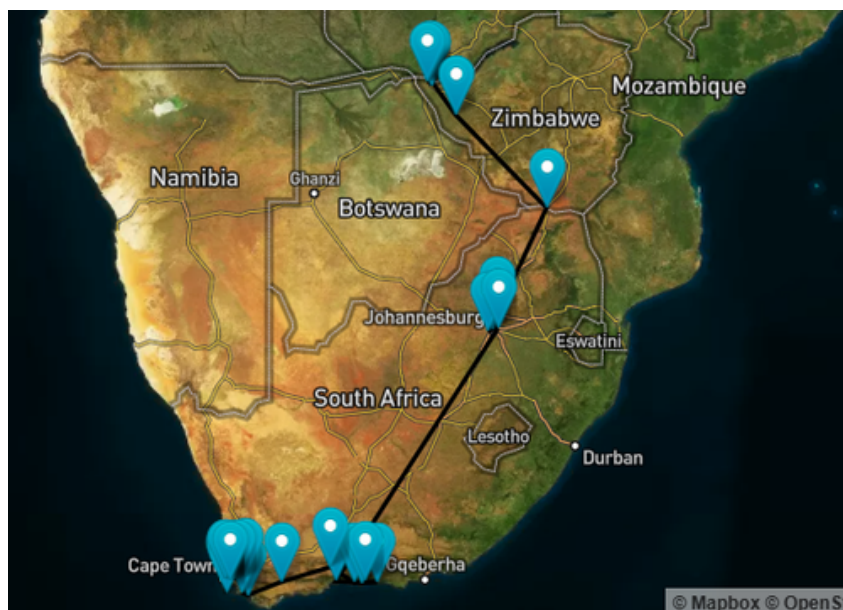 Mozambique
Zimbabwe
Namibia
Ghanzi
Botswana
Johannesburg
Eswatini
South Africa
Lesotho
Durban
Cape Town
Gqeberha
© Mapbox © OpenS